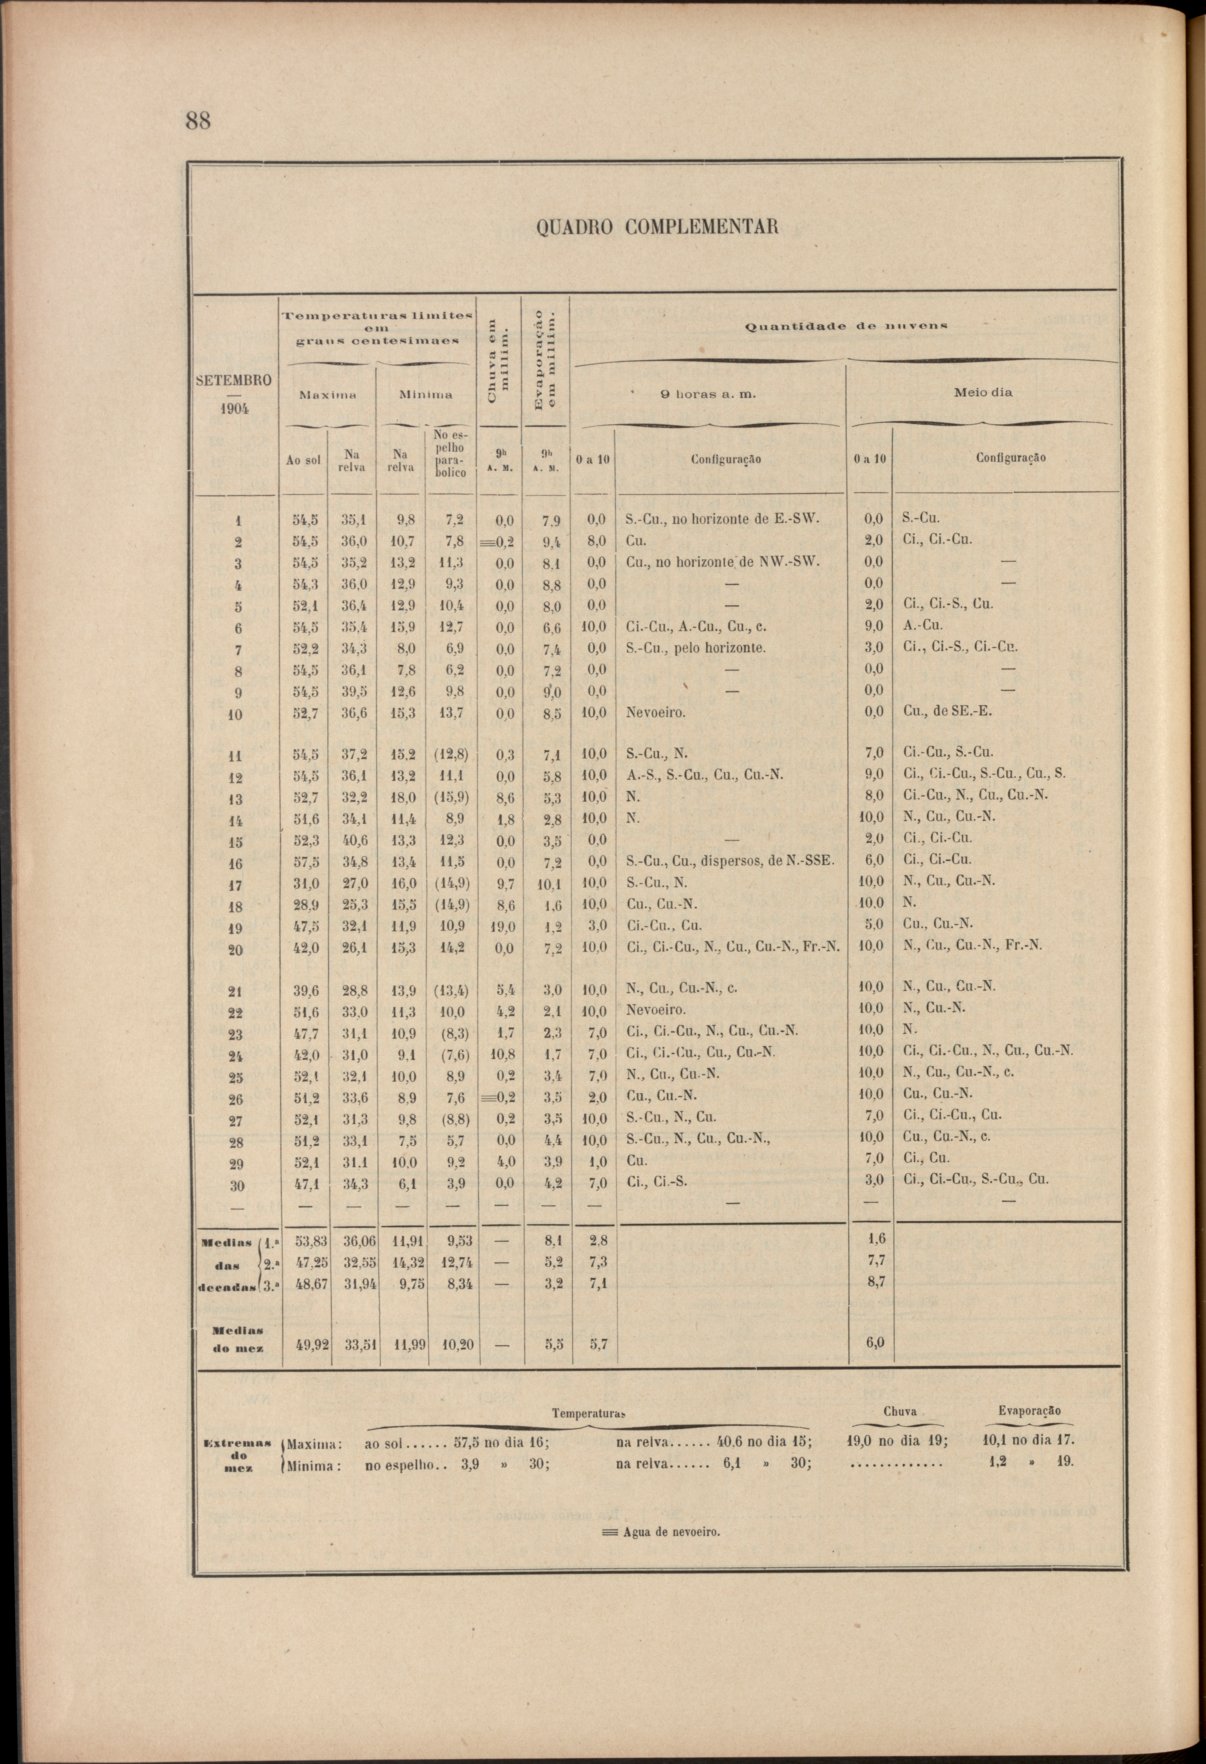 88
QUADRO COMPLEMENTAR
SETEMBRO
—
1904
Temperaturas limites
em
graus centesimaes
Chuva em
millim.
Evaporação
em millim.
Quantidade de nuvens
Maxima Minima 9 horas a. m. Meio dia
Ao sol Na relva Na relva No espelho parabolico 9h A. M. 9h A. M. 0 a 10 Configuração 0 a 10 Configuração
1 54,5 35,1 9,8 7,2 0,0 7,9 0,0 S.-Cu., no horizonte de E.-SW. 0,0 S.-Cu.
2 54,5 36,0 10,7 7,8 ≡0,2 9,4 8,0 Cu. 2,0 Ci., Ci.-Cu.
3 54,5 35,2 13,2 11,3 0,0 8,1 0,0 Cu., no horizonte de NW.-SW. 0,0 —
4 54,3 36,0 12,9 9,3 0,0 8,8 0,0 — 0,0 —
5 52,1 36,4 12,9 10,4 0,0 8,0 0,0 — 2,0 Ci., Ci.-S., Cu.
6 54,5 35,4 15,9 12,7 0,0 6,6 10,0 Ci.-Cu., A.-Cu., Cu., c. 9,0 A.-Cu.
7 52,2 34,3 8,0 6,9 0,0 7,4 0,0 S.-Cu., pelo horizonte. 3,0 Ci., Ci.-S., Ci.-Cu.
8 54,5 36,1 7,8 6,2 0,0 7,2 0,0 — 0,0 —
9 54,5 39,5 12,6 9,8 0,0 9,0 0,0 — 0,0 —
10 52,7 36,6 15,3 13,7 0,0 8,5 10,0 Nevoeiro. 0,0 Cu., de SE.-E.
11 54,5 37,2 15,2 (12,8) 0,3 7,1 10,0 S.-Cu., N. 7,0 Ci.-Cu., S.-Cu.
12 54,5 36,1 13,2 11,1 0,0 5,8 10,0 A.-S., S.-Cu., Cu., Cu.-N. 9,0 Ci., Ci.-Cu., S.-Cu., Cu., S.
13 52,7 32,2 18,0 (15,9) 8,6 5,3 10,0 N. 8,0 Ci.-Cu., N., Cu., Cu.-N.
14 51,6 34,1 11,4 8,9 1,8 2,8 10,0 N. 10,0 N., Cu., Cu.-N.
15 52,3 40,6 13,3 12,3 0,0 3,5 0,0 — 2,0 Ci., Ci.-Cu.
16 57,5 34,8 13,4 11,5 0,0 7,2 0,0 S.-Cu., Cu., dispersos, de N.-SSE. 6,0 Ci., Ci.-Cu.
17 31,0 27,0 16,0 (14,9) 9,7 10,1 10,0 S.-Cu., N. 10,0 N., Cu., Cu.-N.
18 28,9 25,3 15,5 (14,9) 8,6 1,6 10,0 Cu., Cu.-N. 10,0 N.
19 47,5 32,1 11,9 10,9 19,0 1,2 3,0 Ci.-Cu., Cu. 5,0 Cu., Cu.-N.
20 42,0 26,1 15,3 14,2 0,0 7,2 10,0 Ci., Ci.-Cu., N., Cu., Cu.-N., Fr.-N. 10,0 N., Cu., Cu.-N., Fr.-N.
21 39,6 28,8 13,9 (13,4) 5,4 3,0 10,0 N., Cu., Cu.-N., c. 10,0 N., Cu., Cu.-N.
22 51,6 33,0 11,3 10,0 4,2 2,1 10,0 Nevoeiro. 10,0 N., Cu.-N.
23 47,7 31,1 10,9 (8,3) 1,7 2,3 7,0 Ci., Ci.-Cu., N., Cu., Cu.-N. 10,0 N.
24 42,0 31,0 9,1 (7,6) 10,8 1,7 7,0 Ci., Ci.-Cu., Cu., Cu.-N. 10,0 Ci., Ci.-Cu., N., Cu., Cu.-N.
25 52,1 32,1 10,0 8,9 0,2 3,4 7,0 N., Cu., Cu.-N. 10,0 N., Cu., Cu.-N., c.
26 51,2 33,6 8,9 7,6 ≡0,2 3,5 2,0 Cu., Cu.-N. 10,0 Cu., Cu.-N.
27 52,1 31,3 9,8 (8,8) 0,2 3,5 10,0 S.-Cu., N., Cu. 7,0 Ci., Ci.-Cu., Cu.
28 51,2 33,1 7,5 5,7 0,0 4,4 10,0 S.-Cu., N., Cu., Cu.-N., 10,0 Cu., Cu.-N., c.
29 52,1 31,1 10,0 9,2 4,0 3,9 1,0 Cu. 7,0 Ci., Cu.
30 47,1 34,3 6,1 3,9 0,0 4,2 7,0 Ci., Ci.-S. 3,0 Ci., Ci.-Cu., S.-Cu., Cu.
— — — — — — — — — — —
Medias 1.ª 53,83 36,06 11,91 9,53 — 8,1 2,8 1,6
das 2.ª 47,25 32,55 14,32 12,74 — 5,2 7,3 7,7
decadas 3.ª 48,67 31,94 9,75 8,34 — 3,2 7,1 8,7
Medias
do mez 49,92 33,51 11,99 10,20 — 5,5 5,7 6,0
Temperaturas Chuva Evaporação
Extremas
do
mez
Maxima: ao sol...... 57,5 no dia 16; na relva...... 40,6 no dia 15; 19,0 no dia 19; 10,1 no dia 17.
Minima: no espelho.. 3,9 » 30; na relva...... 6,1 » 30; ............. 1,2 » 19.
≡ Agua de nevoeiro.